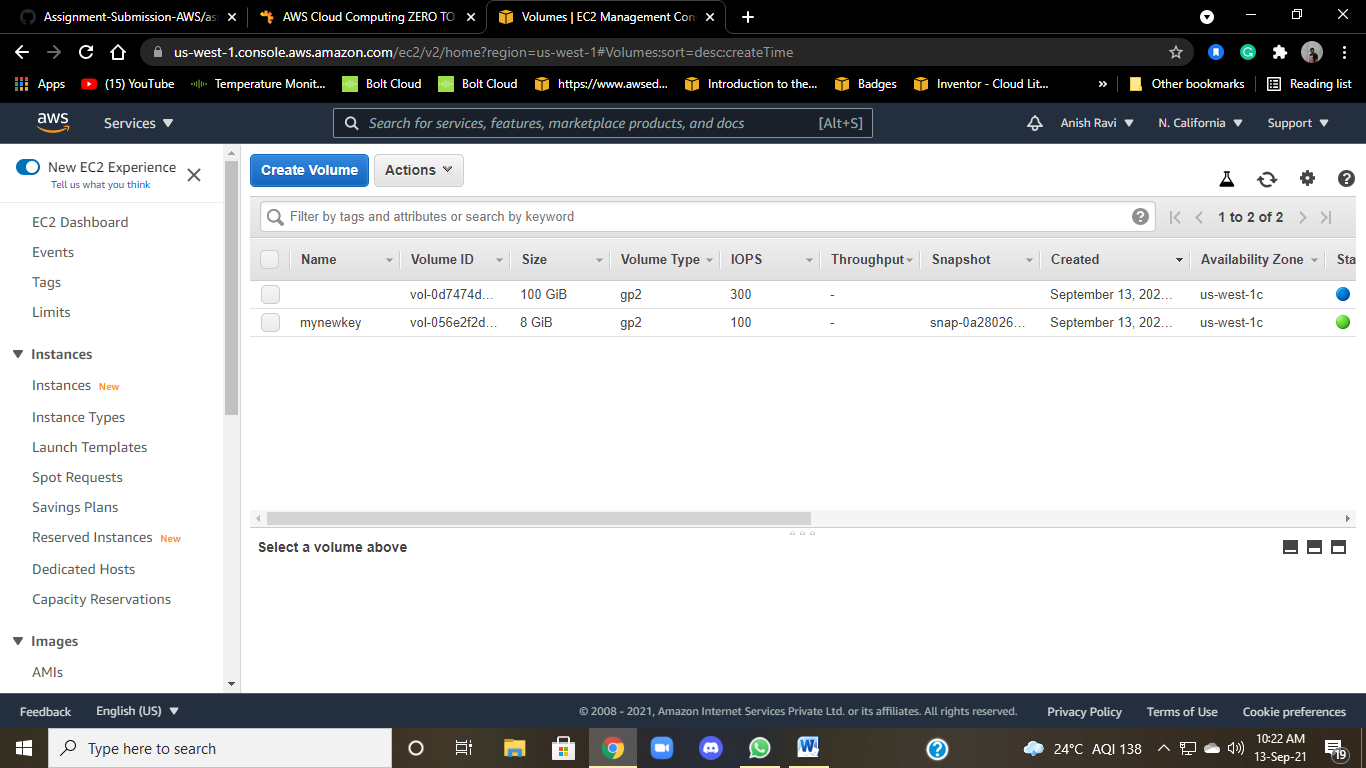 Assignment-Submission-AWS/as
AWS Cloud Computing ZERO TO
Volumes | EC2 Management Con
us-west-1.console.aws.amazon.com/ec2/v2/home?region=us-west-1#Volumes:sort=desc:createTime
Apps (15) YouTube Temperature Monit... Bolt Cloud Bolt Cloud https://www.awsed... Introduction to the... Badges Inventor - Cloud Lit... » Other bookmarks Reading list
aws Services Search for services, features, marketplace products, and docs [Alt+S] Anish Ravi N. California Support
New EC2 Experience
Tell us what you think
EC2 Dashboard
Events
Tags
Limits
Instances
Instances New
Instance Types
Launch Templates
Spot Requests
Savings Plans
Reserved Instances New
Dedicated Hosts
Capacity Reservations
Images
AMIs
Create Volume Actions
Filter by tags and attributes or search by keyword 1 to 2 of 2
Name Volume ID Size Volume Type IOPS Throughput Snapshot Created Availability Zone Sta
vol-0d7474d... 100 GiB gp2 300 - September 13, 202... us-west-1c
mynewkey vol-056e2f2d... 8 GiB gp2 100 - snap-0a28026... September 13, 202... us-west-1c
Select a volume above
Feedback English (US) © 2008 - 2021, Amazon Internet Services Private Ltd. or its affiliates. All rights reserved. Privacy Policy Terms of Use Cookie preferences
Type here to search 24°C AQI 138 10:22 AM
13-Sep-21 19